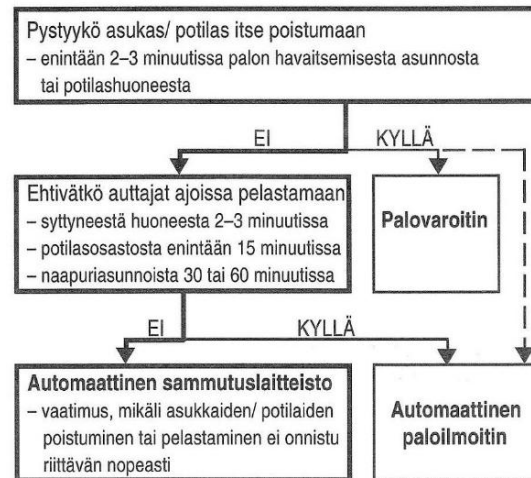 Pystyykö asukas/ potilas itse poistumaan
– enintään 2–3 minuutissa palon havaitsemisesta asunnosta
tai potilashuoneesta
EI
KYLLÄ
Ehtivätkö auttajat ajoissa pelastamaan
– syttyneestä huoneesta 2–3 minuutissa
– potilasosastosta enintään 15 minuutissa
– naapuriasunnoista 30 tai 60 minuutissa
Palovaroitin
EI
KYLLÄ
Automaattinen sammutuslaitteisto
– vaatimus, mikäli asukkaiden/ potilaiden
poistuminen tai pelastaminen ei onnistu
riittävän nopeasti
Automaattinen
paloilmoitin